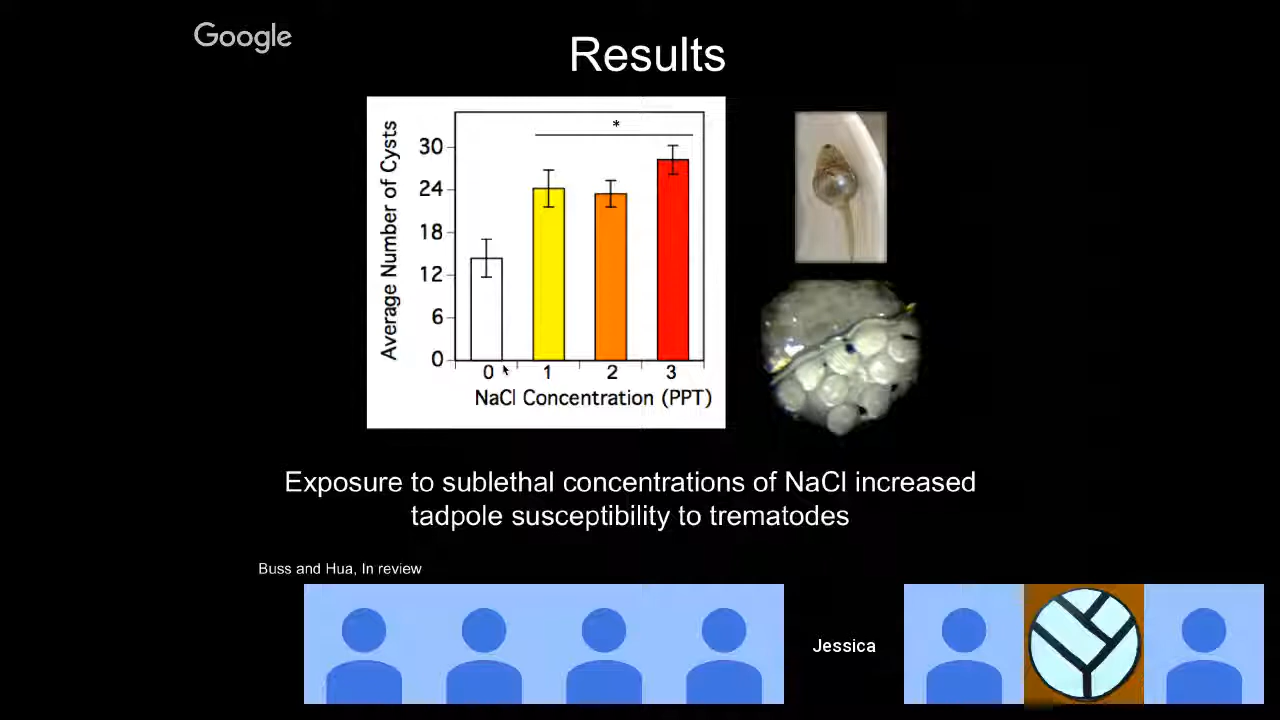 Google
Results
*
Average Number of Cysts
30
24
18
12
6
0
0 1 2 3
NaCl Concentration (PPT)
Exposure to sublethal concentrations of NaCl increased
tadpole susceptibility to trematodes
Buss and Hua, In review
Jessica